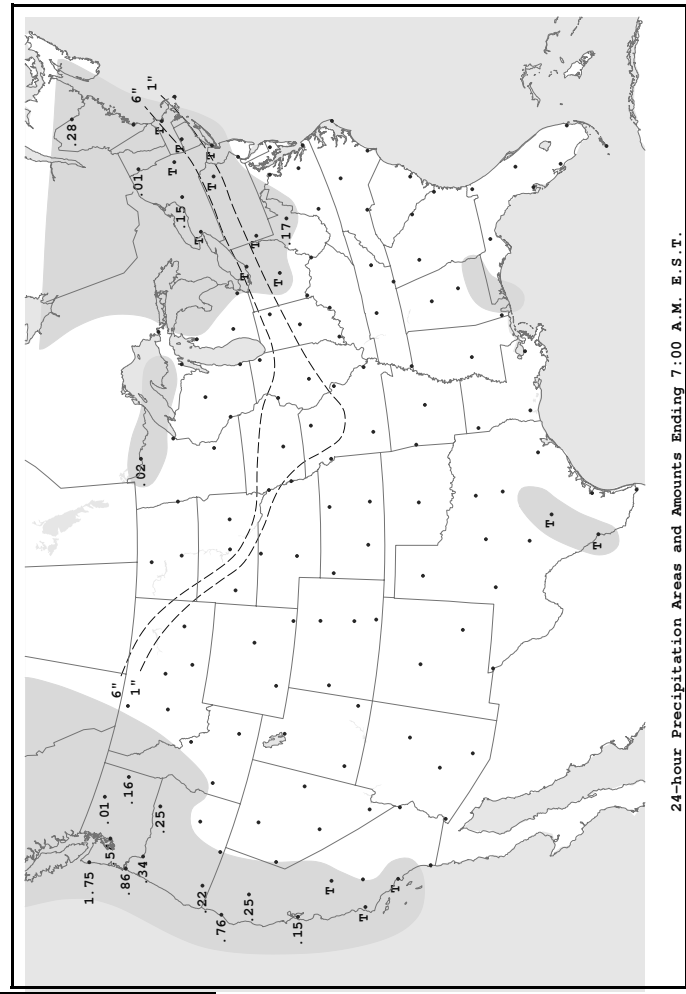 .28
1.75
.01
.5
6"
.86
.16
1"
6"
.01
.02
.34
1"
T
.25
T
T
.15
T
.22
T
T
.76
T
.25
T
T
.17
.15
T
T
T
T
T
24-hour Precipitation Areas and Amounts Ending 7:00 A.M. E.S.T.